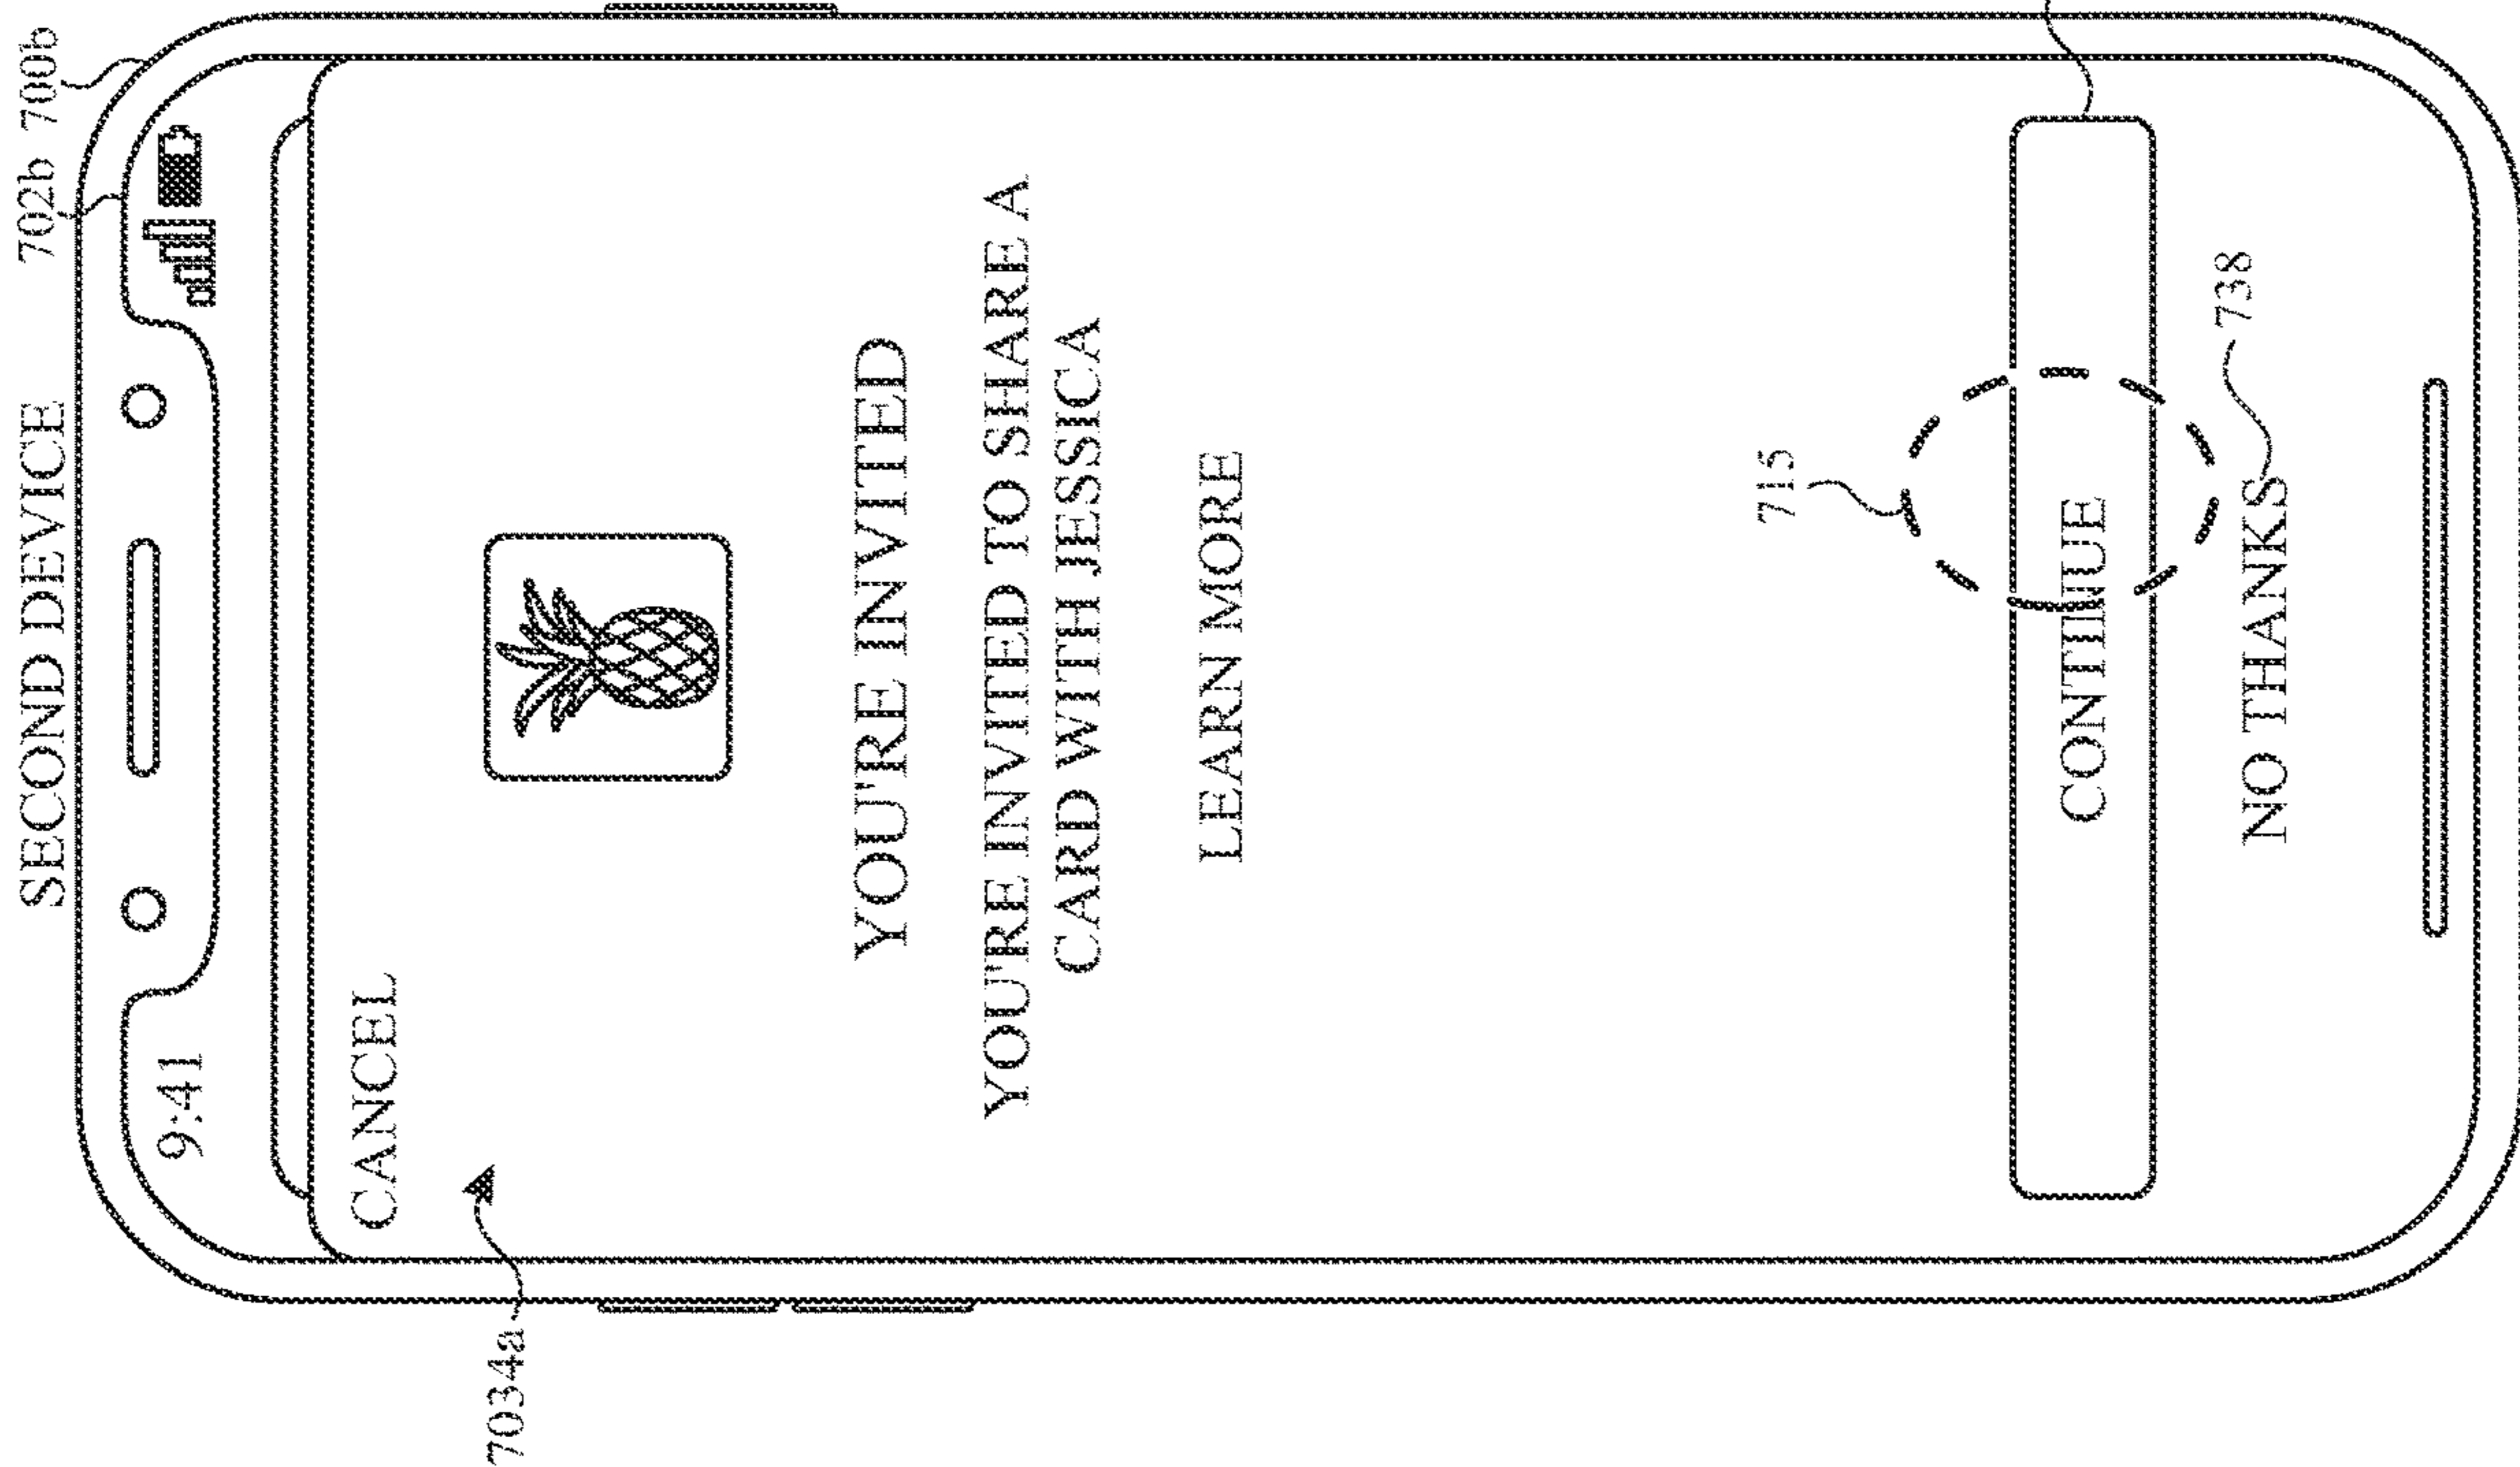 SECOND DEVICE
702b 700b
9:41
CANCEL
7034a
YOU'RE INVITED
YOU'RE INVITED TO SHARE A
CARD WITH JESSICA
LEARN MORE
715
CONTINUE
NO THANKS
738